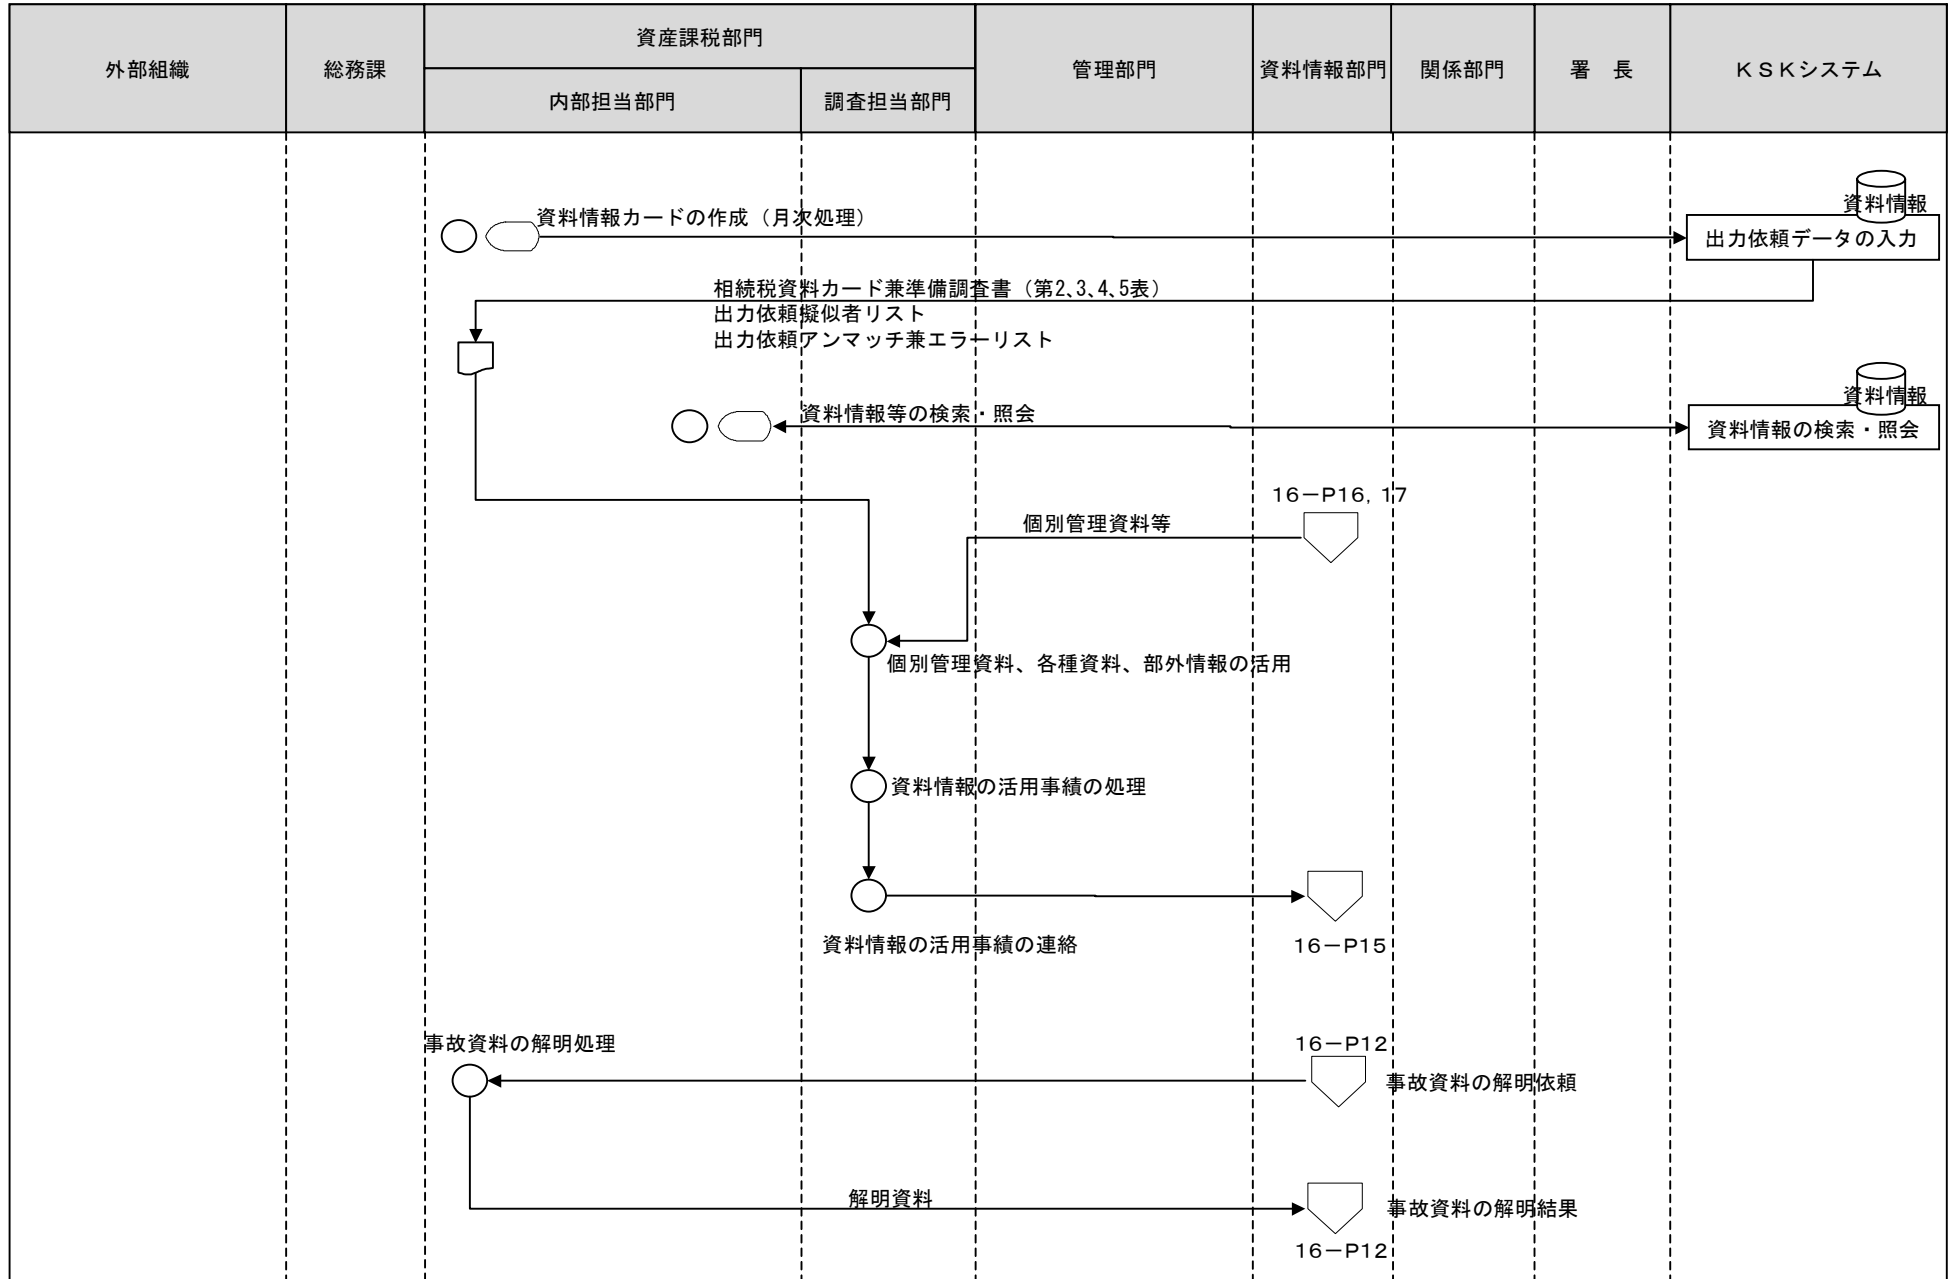 外部組織
総務課
資産課税部門
内部担当部門
調査担当部門
管理部門
資料情報部門
関係部門
署　長
ＫＳＫシステム
資料情報
資料情報カードの作成（月次処理）
出力依頼データの入力
相続税資料カード兼準備調査書（第2､3､4､5表）
出力依頼擬似者リスト
出力依頼アンマッチ兼エラーリスト
資料情報
資料情報等の検索・照会
資料情報の検索・照会
16－P16, 17
個別管理資料等
個別管理資料、各種資料、部外情報の活用
資料情報の活用事績の処理
資料情報の活用事績の連絡
16－P15
事故資料の解明処理
16－P12
事故資料の解明依頼
解明資料
事故資料の解明結果
16－P12